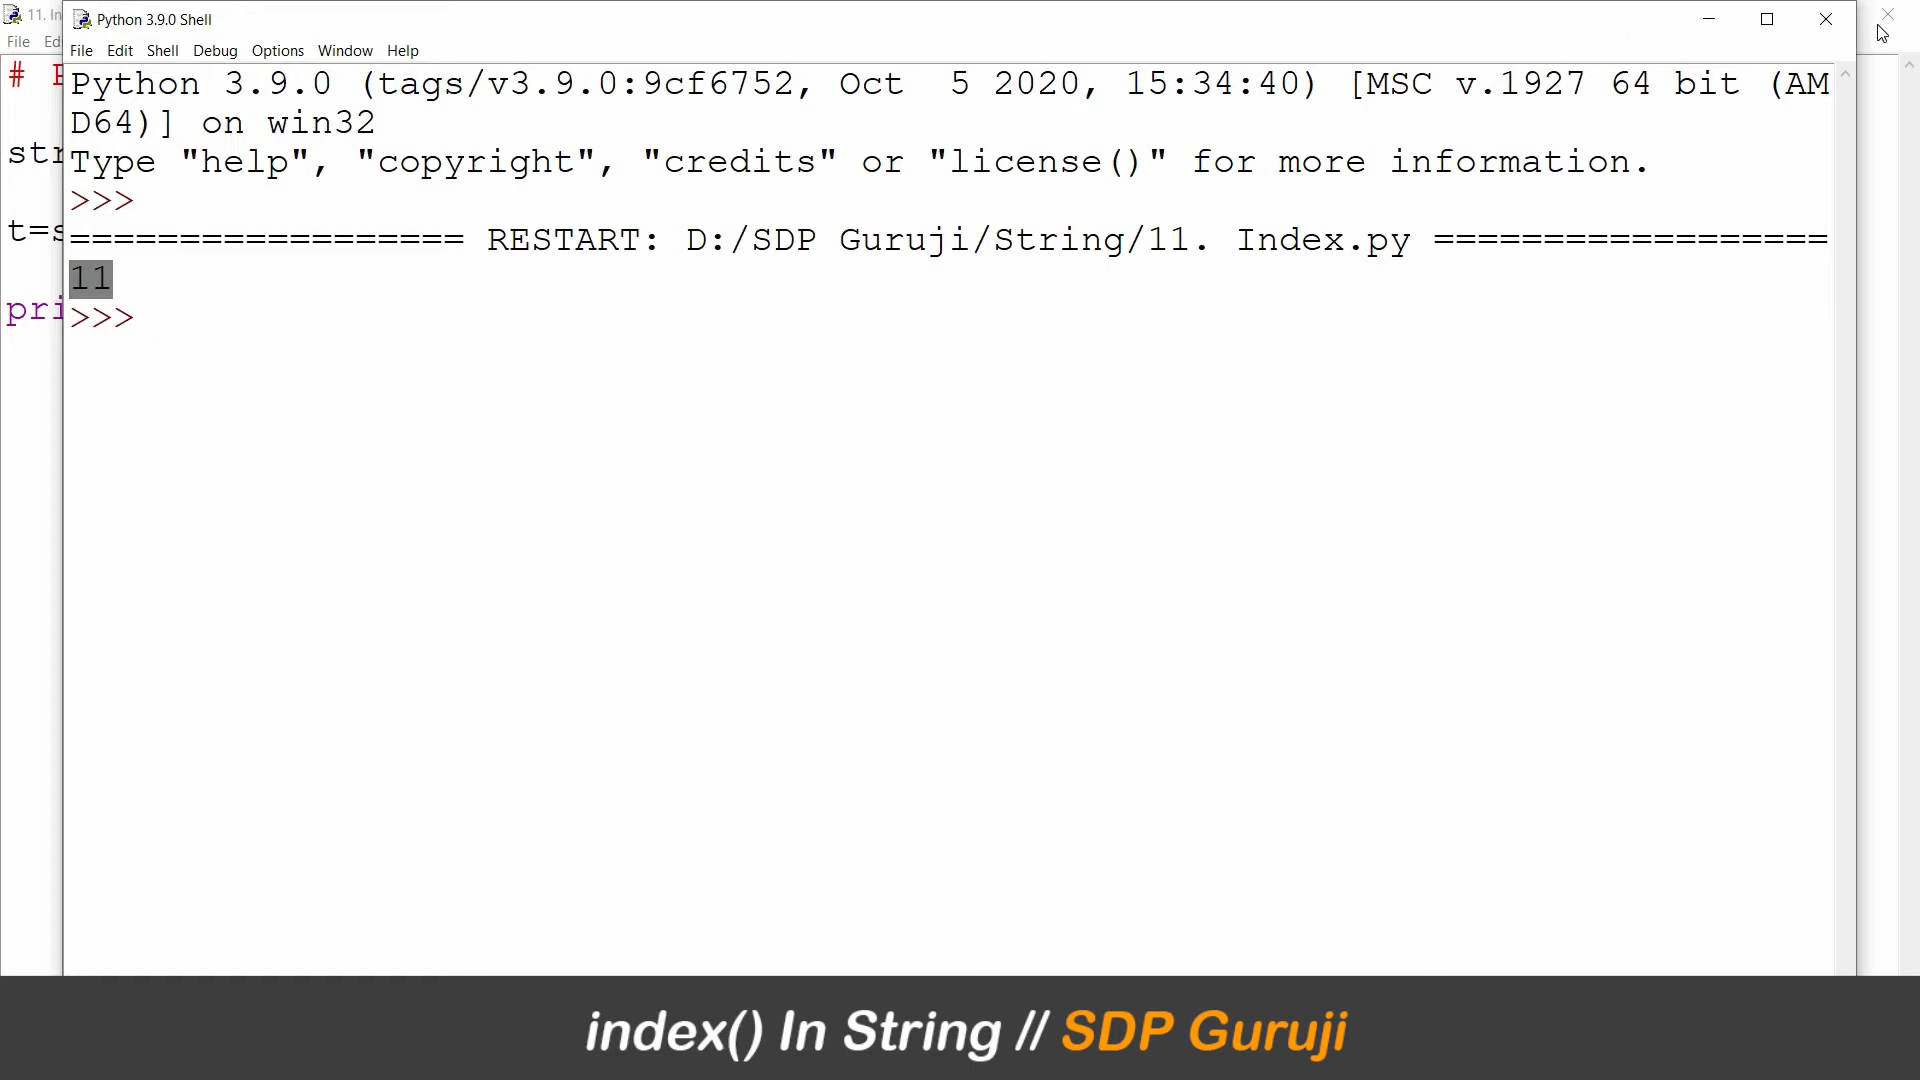 11. In
Python 3.9.0 Shell
File Ed
File Edit Shell Debug Options Window Help
#
Python 3.9.0 (tags/v3.9.0:9cf6752, Oct  5 2020, 15:34:40) [MSC v.1927 64 bit (AM
D64)] on win32
str
Type "help", "copyright", "credits" or "license()" for more information.
>>>
t=s
================== RESTART: D:/SDP Guruji/String/11. Index.py ==================
11
pri
>>>
index() In String // SDP Guruji